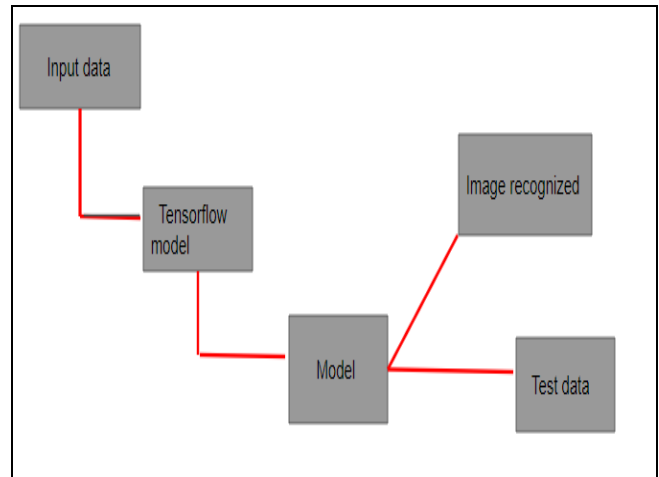 Input data
Tensorflow
model
Image recognized
Model
Test data